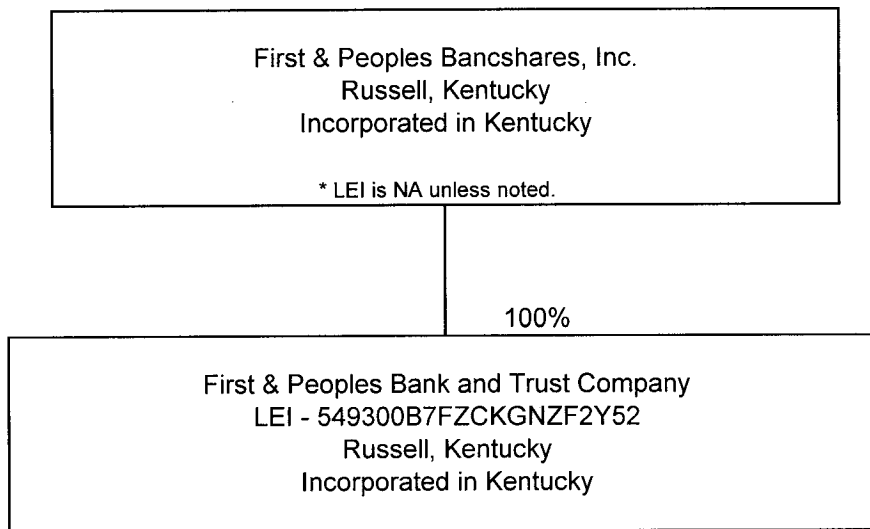 First & Peoples Bancshares, Inc.
Russell, Kentucky
Incorporated in Kentucky
* LEI is NA unless noted.
100%
First & Peoples Bank and Trust Company
LEI - 549300B7FZCKGNZF2Y52
Russell, Kentucky
Incorporated in Kentucky